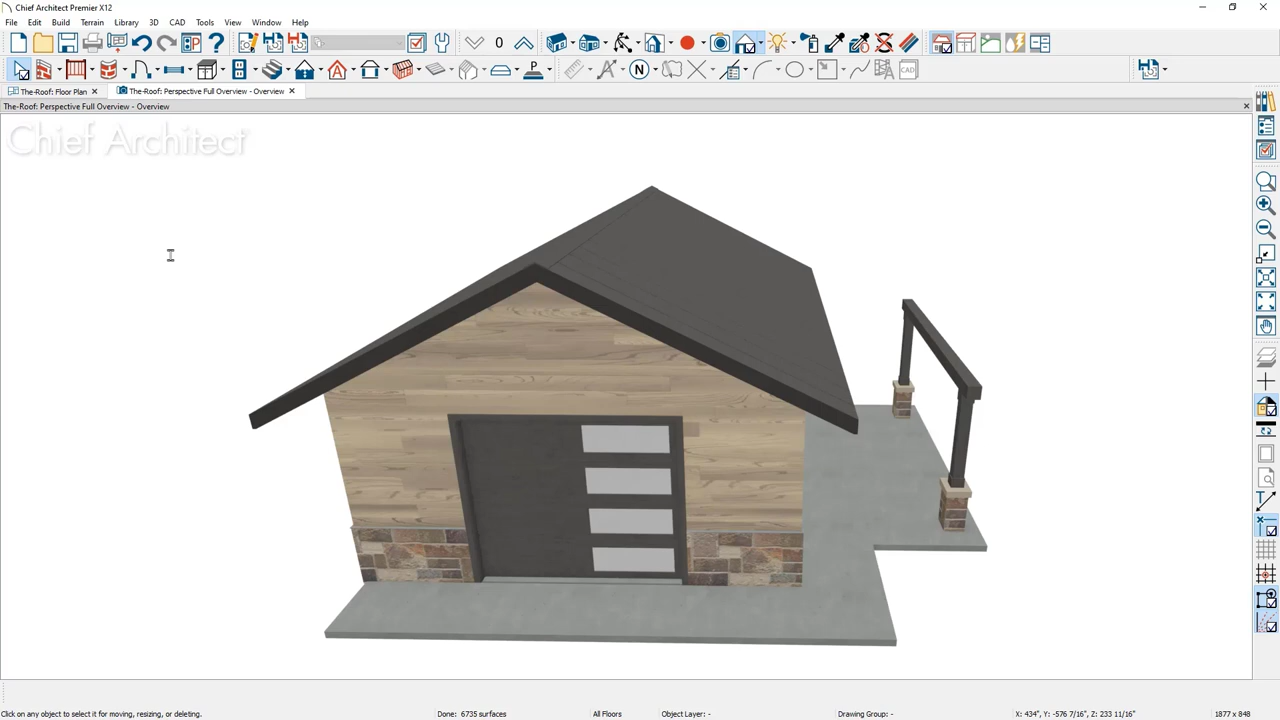 Chief Architect Premier X12
File Edit Build Terrain Library 3D CAD Tools View Window Help
0
The-Roof: Floor Plan The-Roof: Perspective Full Overview - Overview
The-Roof: Perspective Full Overview - Overview
Chief Architect
Click on any object to select it for moving, resizing, or deleting. Done: 6735 surfaces All Floors Object Layer: - Drawing Group: - X: 434", Y: -576 7/16", Z: 233 11/16" 1877 x 848